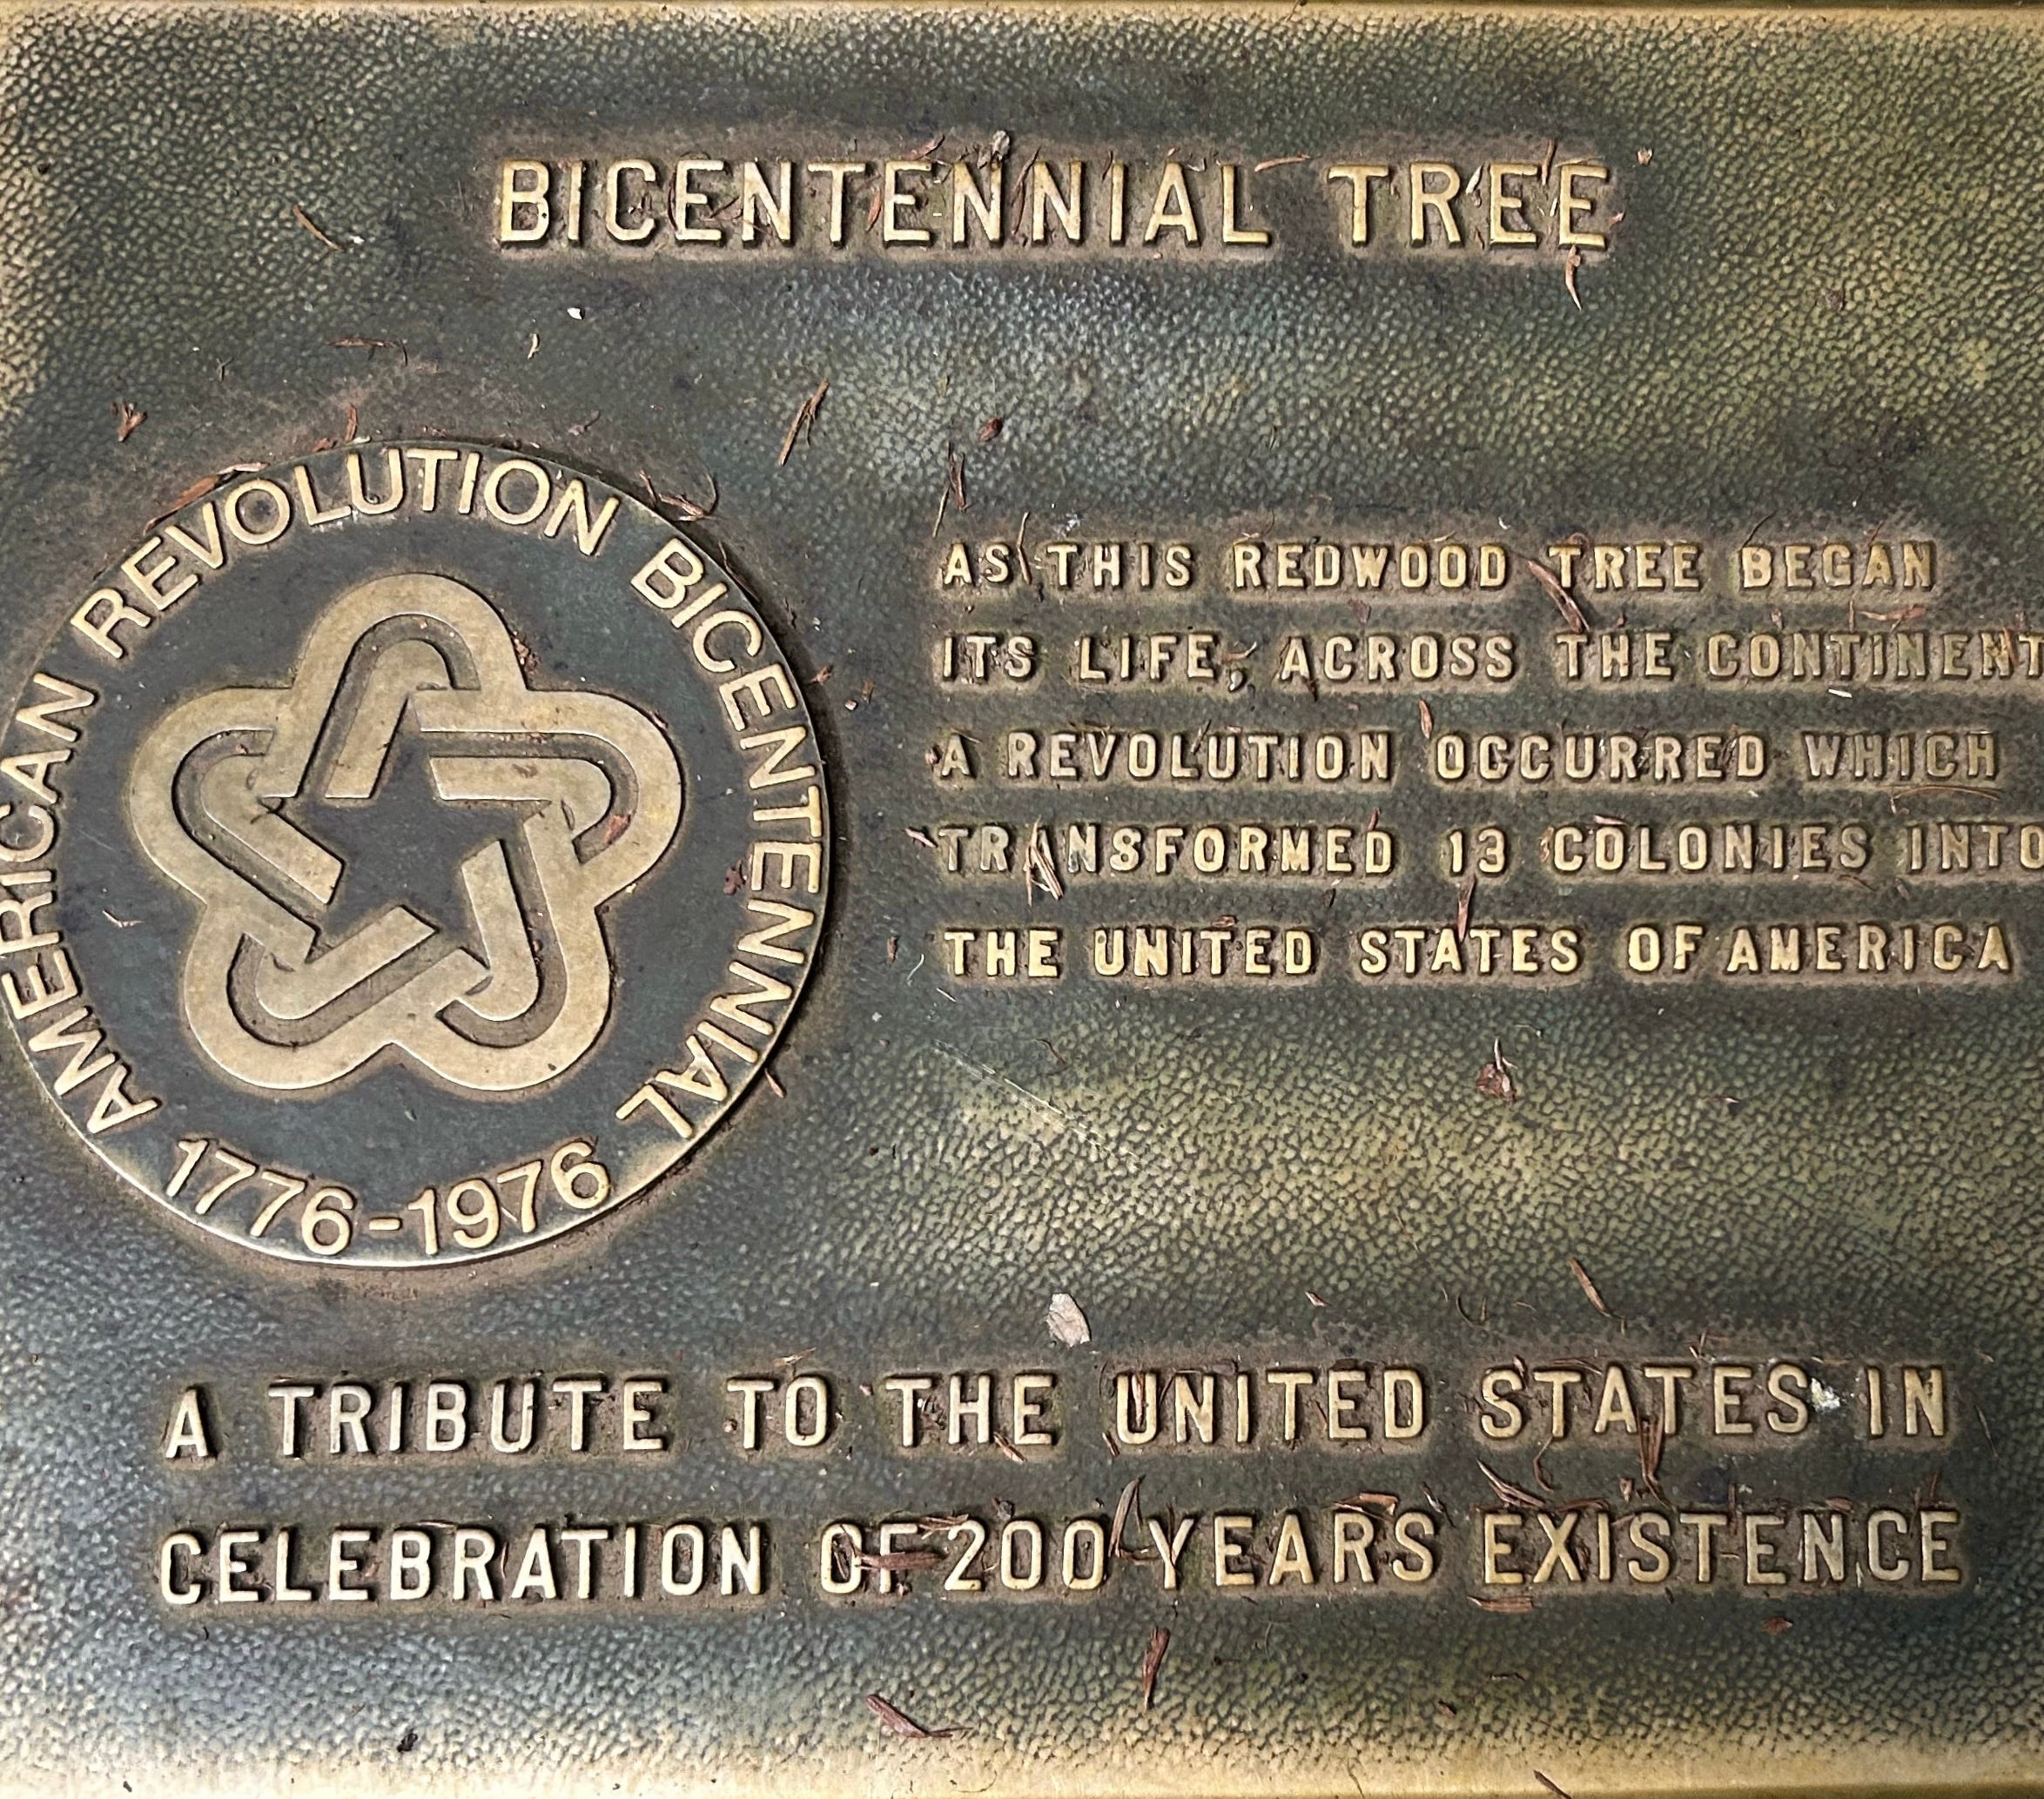 BICENTENNIAL TREE
AMERICAN REVOLUTION BICENTENNIAL
1776-1976
AS THIS REDWOOD TREE BEGAN
ITS LIFE, ACROSS THE CONTINENT
A REVOLUTION OCCURRED WHICH
TRANSFORMED 13 COLONIES INTO
THE UNITED STATES OF AMERICA
A TRIBUTE TO THE UNITED STATES IN
CELEBRATION OF 200 YEARS EXISTENCE